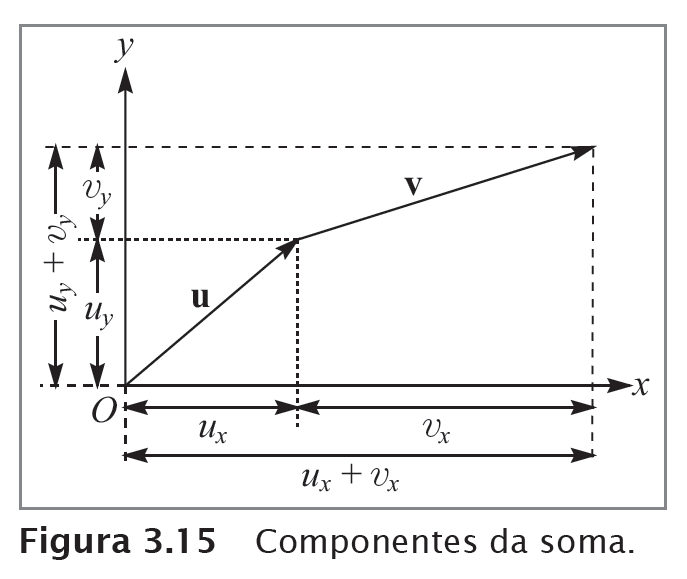 y
v_y
u_y + v_y
v
u
u_y
O
x
u_x
v_x
u_x + v_x
Figura 3.15 Componentes da soma.